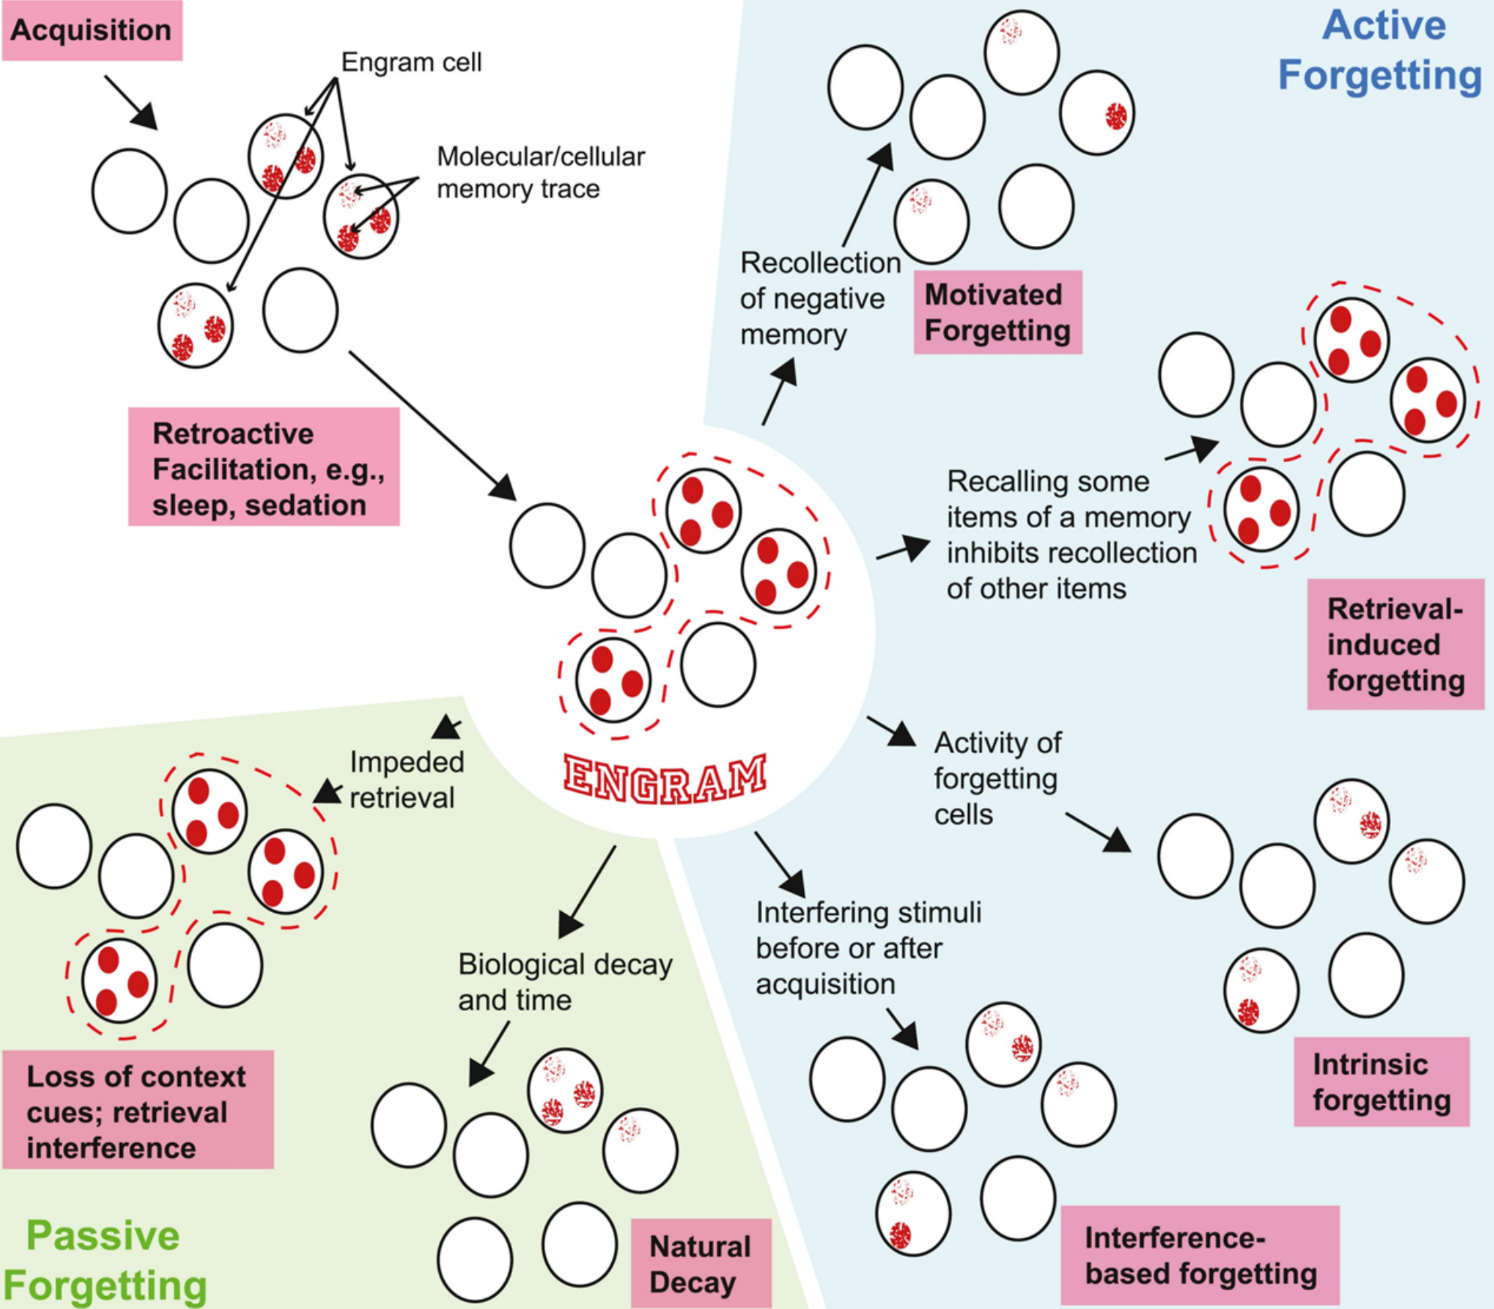 Acquisition
Engram cell
Molecular/cellular
memory trace
Retroactive
Facilitation, e.g.,
sleep, sedation
Active
Forgetting
Recollection
of negative
memory
Motivated
Forgetting
Recalling some
items of a memory
inhibits recollection
of other items
Retrieval-
induced
forgetting
ENGRAM
Activity of
forgetting
cells
Intrinsic
forgetting
Interfering stimuli
before or after
acquisition
Interference-
based forgetting
Impeded
retrieval
Loss of context
cues; retrieval
interference
Biological decay
and time
Natural
Decay
Passive
Forgetting